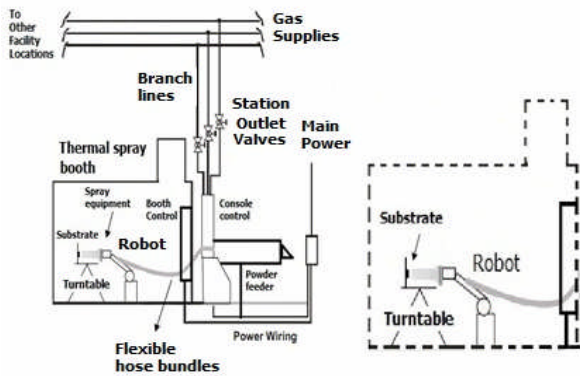 To
Other
Facility
Locations
Gas
Supplies
Branch
lines
Station
Outlet
Valves
Main
Power
Thermal spray
booth
Spray
equipment
Booth
Control
Console
control
Substrate
Robot
Turntable
Powder
feeder
Power Wiring
Flexible
hose bundles
Substrate
Robot
Turntable